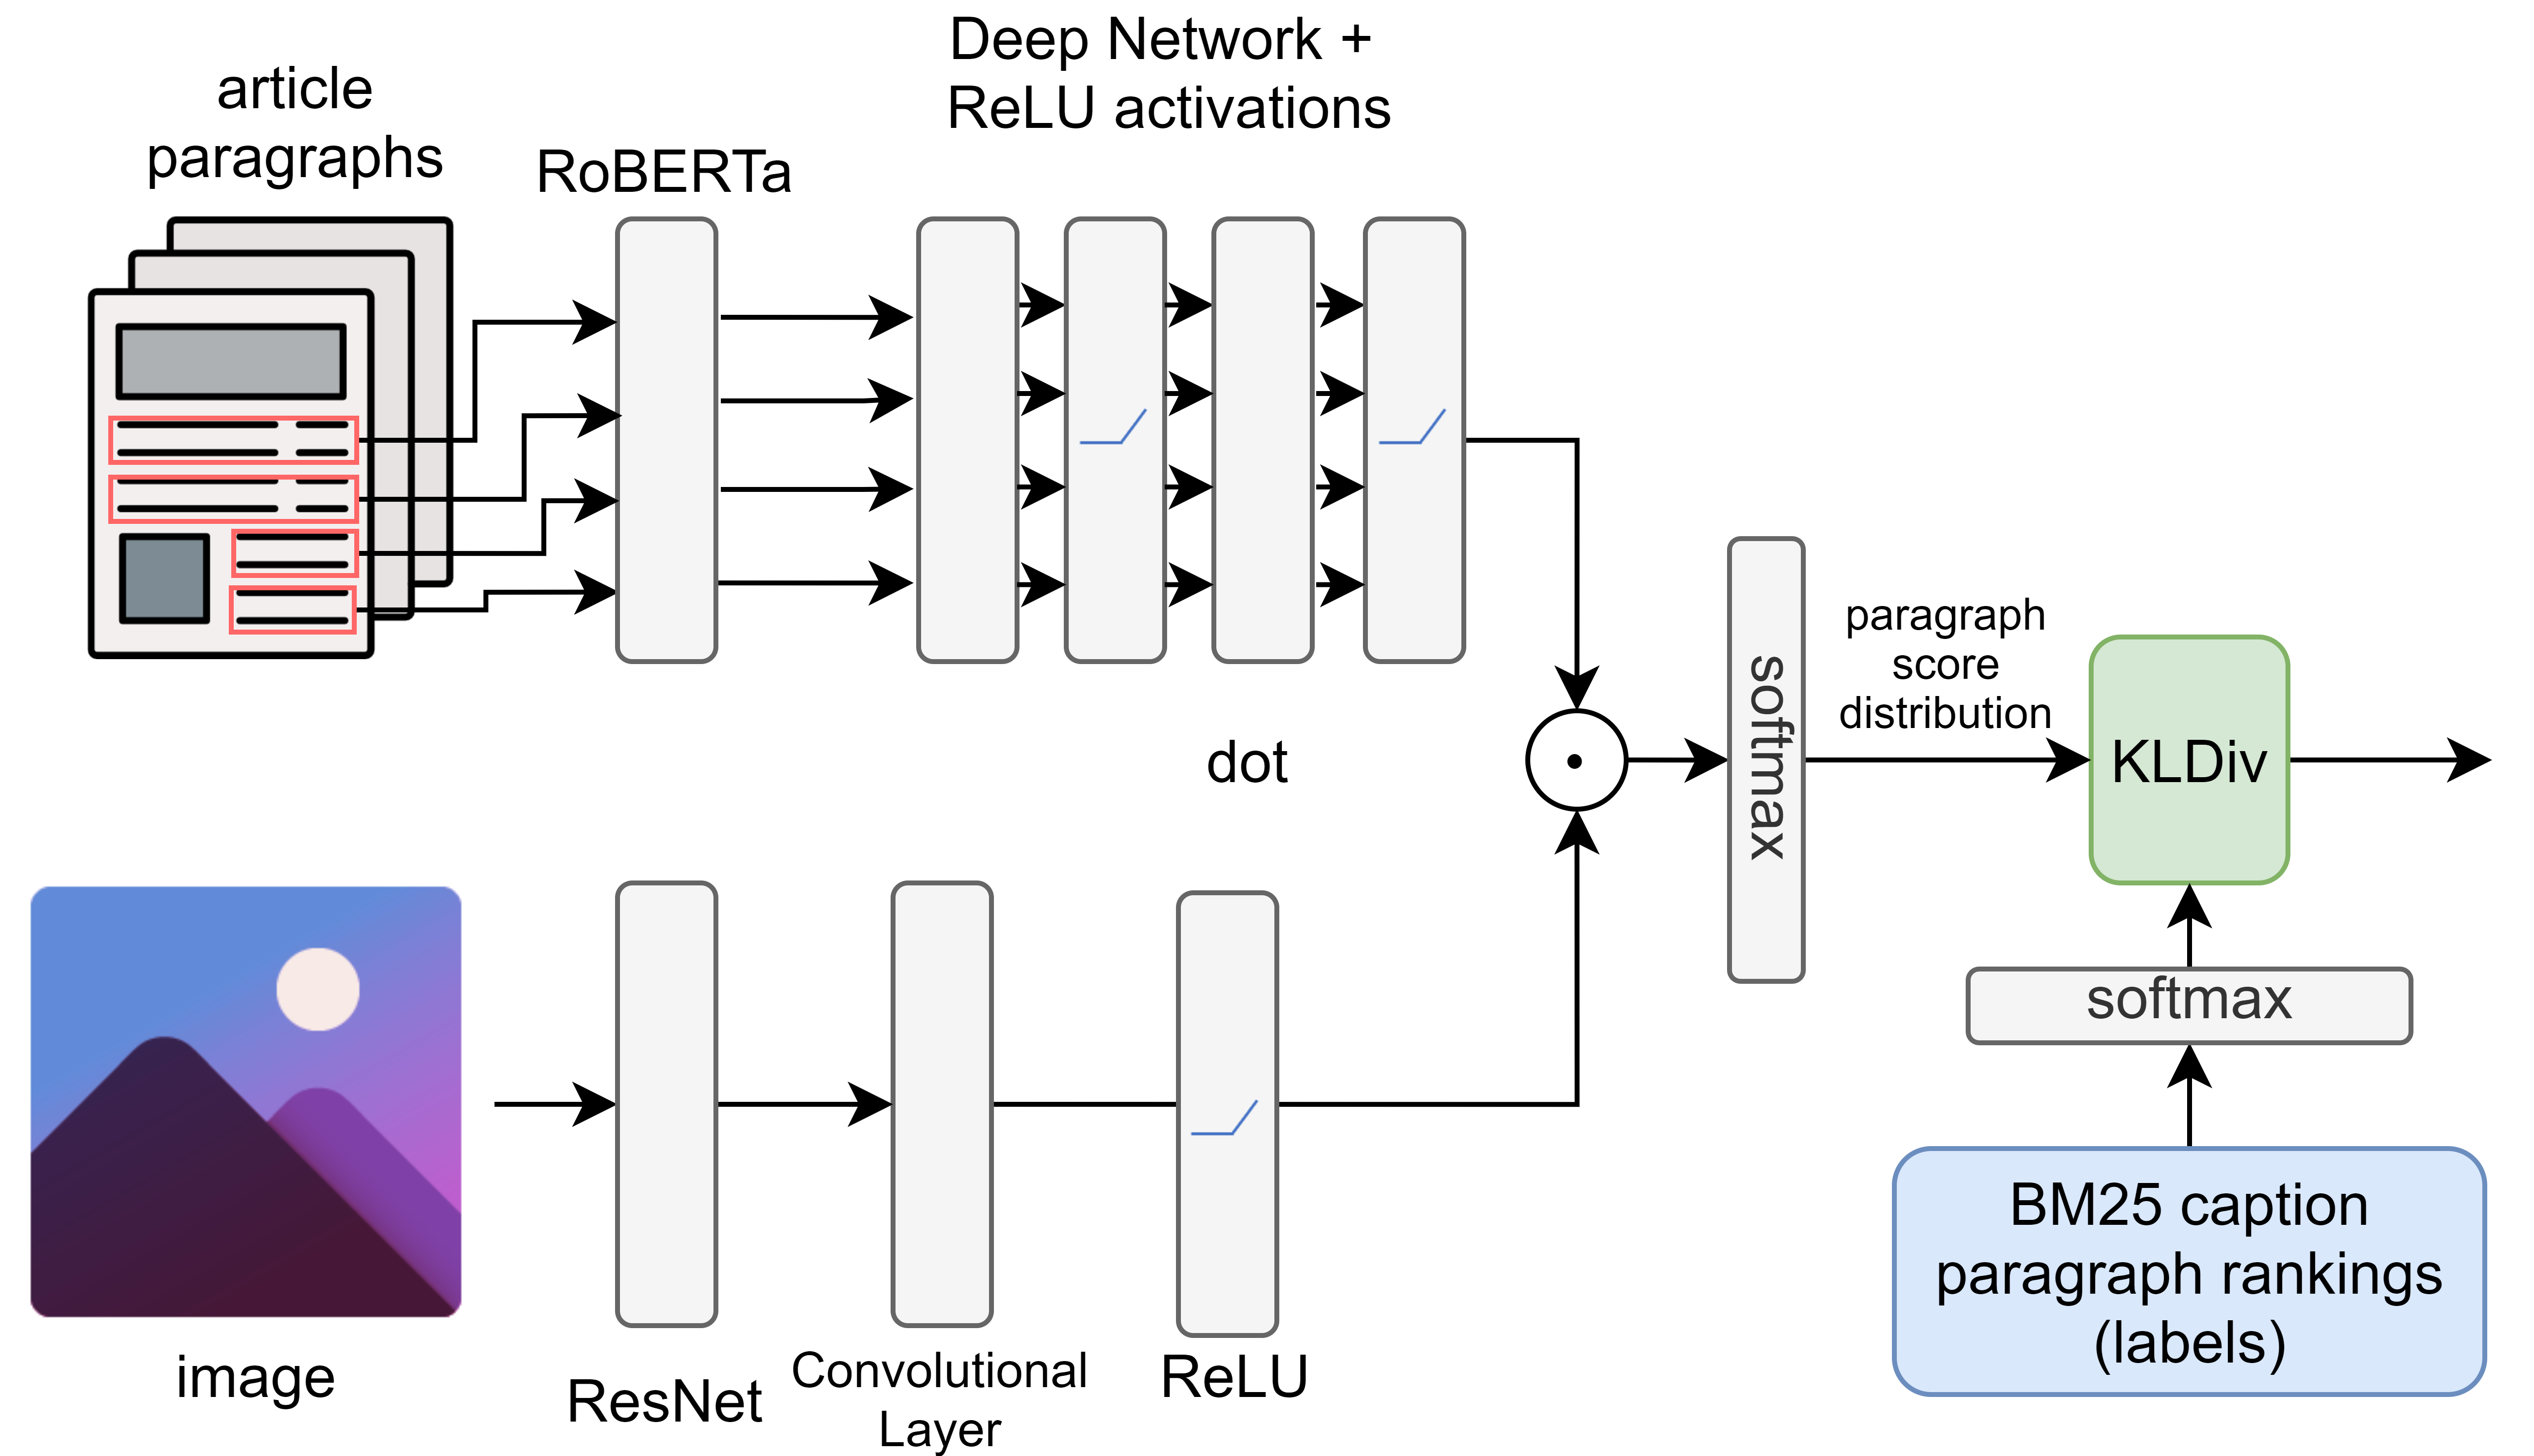 Deep Network +
ReLU activations
article
paragraphs
RoBERTa
paragraph
score
distribution
softmax
dot
KLDiv
softmax
BM25 caption
paragraph rankings
(labels)
image
ResNet
Convolutional
Layer
ReLU